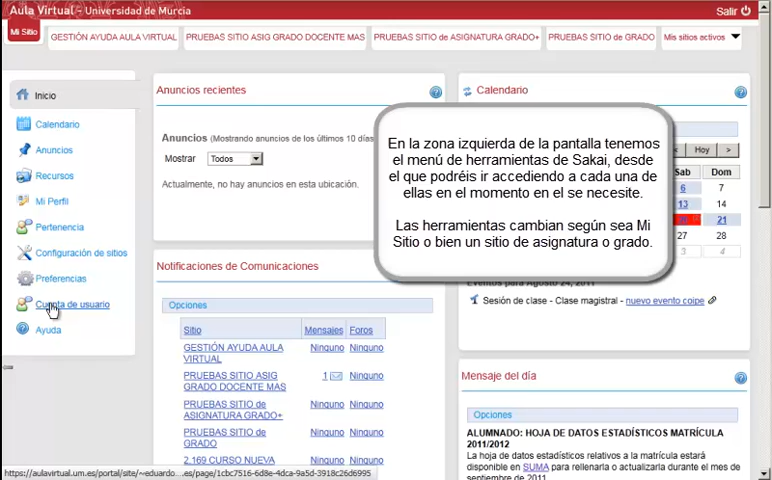 Aula Virtual - Universidad de Murcia
Salir
Mi Sitio
GESTIÓN AYUDA AULA VIRTUAL
PRUEBAS SITIO ASIG GRADO DOCENTE MAS
PRUEBAS SITIO de ASIGNATURA GRADO+
PRUEBAS SITIO de GRADO
Mis sitios activos
Inicio
Calendario
Anuncios
Recursos
Mi Perfil
Pertenencia
Configuración de sitios
Preferencias
Cuenta de usuario
Ayuda
Anuncios recientes
Anuncios (Mostrando anuncios de los últimos 10 días
Mostrar Todos
Actualmente, no hay anuncios en esta ubicación.
Notificaciones de Comunicaciones
Opciones
Sitio Mensajes Foros
GESTIÓN AYUDA AULA Ninguno Ninguno
VIRTUAL
PRUEBAS SITIO ASIG 1 Ninguno
GRADO DOCENTE MAS
PRUEBAS SITIO de Ninguno Ninguno
ASIGNATURA GRADO+
PRUEBAS SITIO de Ninguno Ninguno
GRADO
2.169 CURSO NUEVA Ninguno Ninguno
En la zona izquierda de la pantalla tenemos
el menú de herramientas de Sakai, desde
el que podréis ir accediendo a cada una de
ellas en el momento en el se necesite.
Las herramientas cambian según sea Mi
Sitio o bien un sitio de asignatura o grado.
Calendario
< Hoy >
Sab Dom
6 7
13 14
21
27 28
3 4
Eventos para Agosto 24, 2011
Sesión de clase - Clase magistral - nuevo evento coipe
Mensaje del día
Opciones
ALUMNADO: HOJA DE DATOS ESTADÍSTICOS MATRÍCULA
2011/2012
La hoja de datos estadísticos relativos a la matrícula estará
disponible en SUMA para rellenarla o actualizarla durante el mes de
septiembre de 2011.
https://aulavirtual.um.es/portal/site/~eduardo....es/page/1cbc7516-6d8e-4dca-9a5d-3918c26d6995